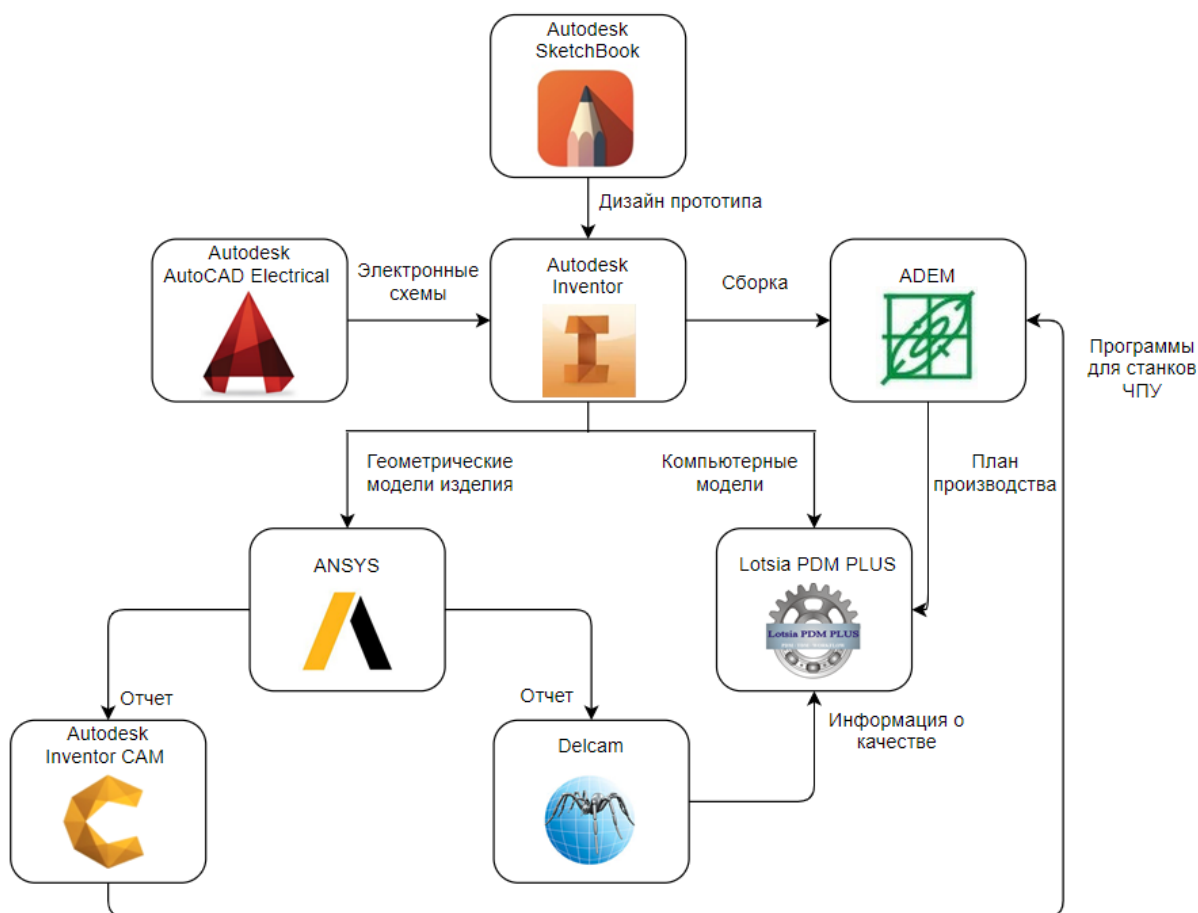 Autodesk
SketchBook
Дизайн прототипа
Autodesk
AutoCAD Electrical
Электронные
схемы
Autodesk
Inventor
Сборка
ADEM
Программы
для станков
ЧПУ
Геометрические
модели изделия
Компьютерные
модели
План
производства
ANSYS
Lotsia PDM PLUS
Lotsia PDM PLUS
Отчет
Отчет
Информация о
качестве
Autodesk
Inventor CAM
Delcam